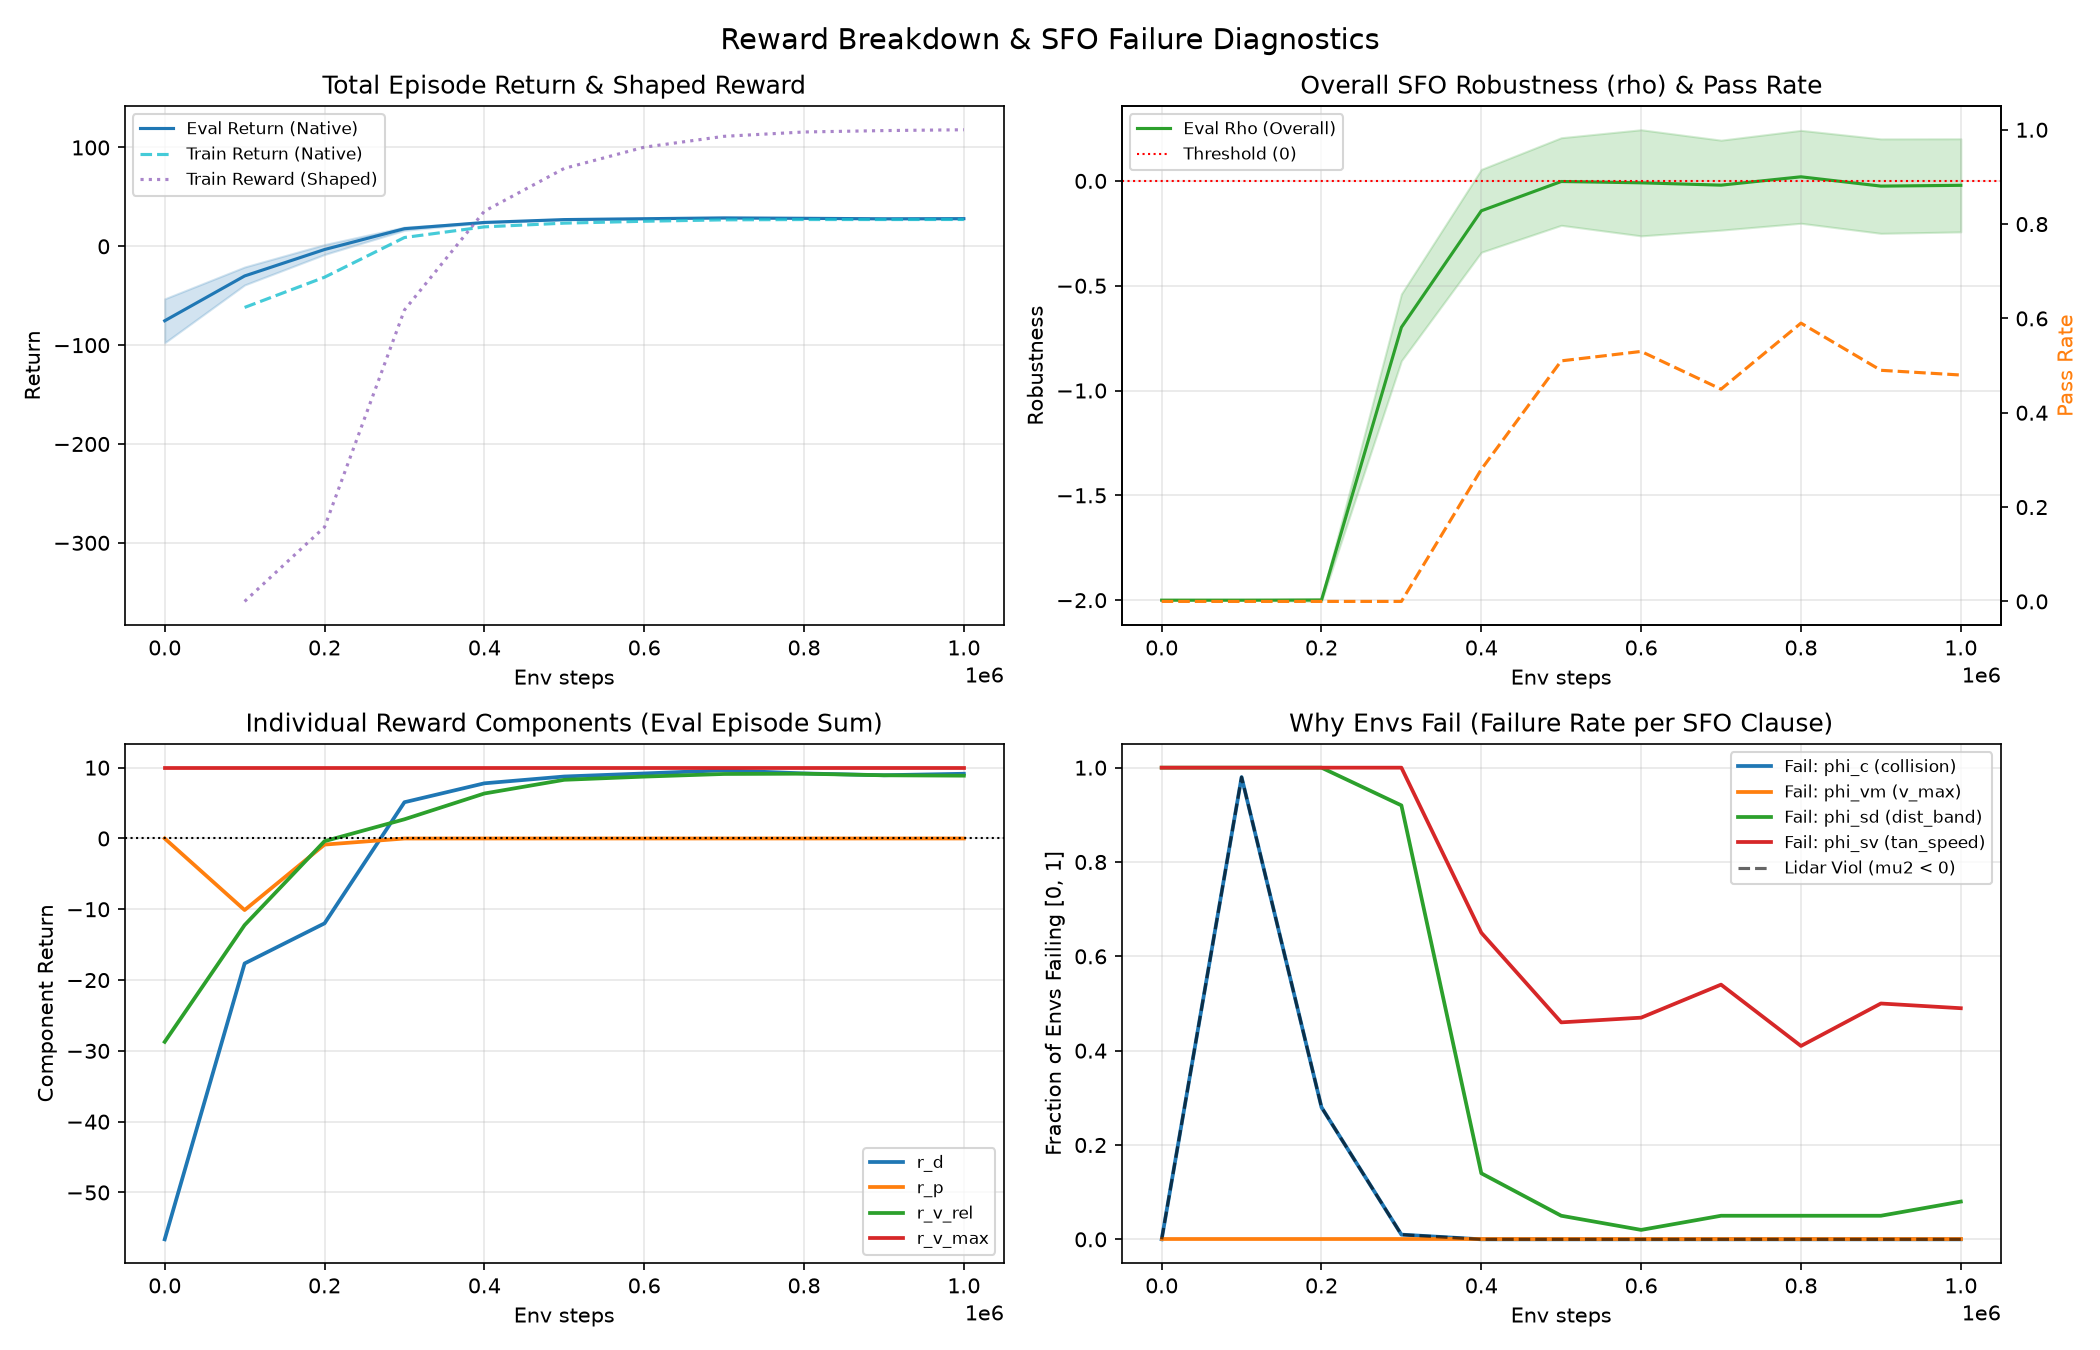 Reward Breakdown & SFO Failure Diagnostics
Total Episode Return & Shaped Reward
Eval Return (Native)
Train Return (Native)
Train Reward (Shaped)
100
0
−100
−200
−300
Return
0.0 0.2 0.4 0.6 0.8 1.0
1e6
Env steps
Overall SFO Robustness (rho) & Pass Rate
Eval Rho (Overall)
Threshold (0)
0.0
−0.5
−1.0
−1.5
−2.0
Robustness
1.0
0.8
0.6
0.4
0.2
0.0
Pass Rate
0.0 0.2 0.4 0.6 0.8 1.0
1e6
Env steps
Individual Reward Components (Eval Episode Sum)
10
0
−10
−20
−30
−40
−50
Component Return
r_d
r_p
r_v_rel
r_v_max
0.0 0.2 0.4 0.6 0.8 1.0
1e6
Env steps
Why Envs Fail (Failure Rate per SFO Clause)
Fail: phi_c (collision)
Fail: phi_vm (v_max)
Fail: phi_sd (dist_band)
Fail: phi_sv (tan_speed)
Lidar Viol (mu2 < 0)
1.0
0.8
0.6
0.4
0.2
0.0
Fraction of Envs Failing [0, 1]
0.0 0.2 0.4 0.6 0.8 1.0
1e6
Env steps